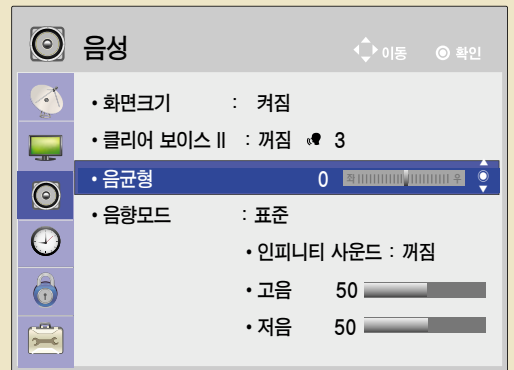 음성 이동 확인
• 화면크기 : 켜짐
• 클리어 보이스 II : 꺼짐 3
• 음균형 0 좌 우
• 음향모드 : 표준
• 인피니티 사운드 : 꺼짐
• 고음 50
• 저음 50